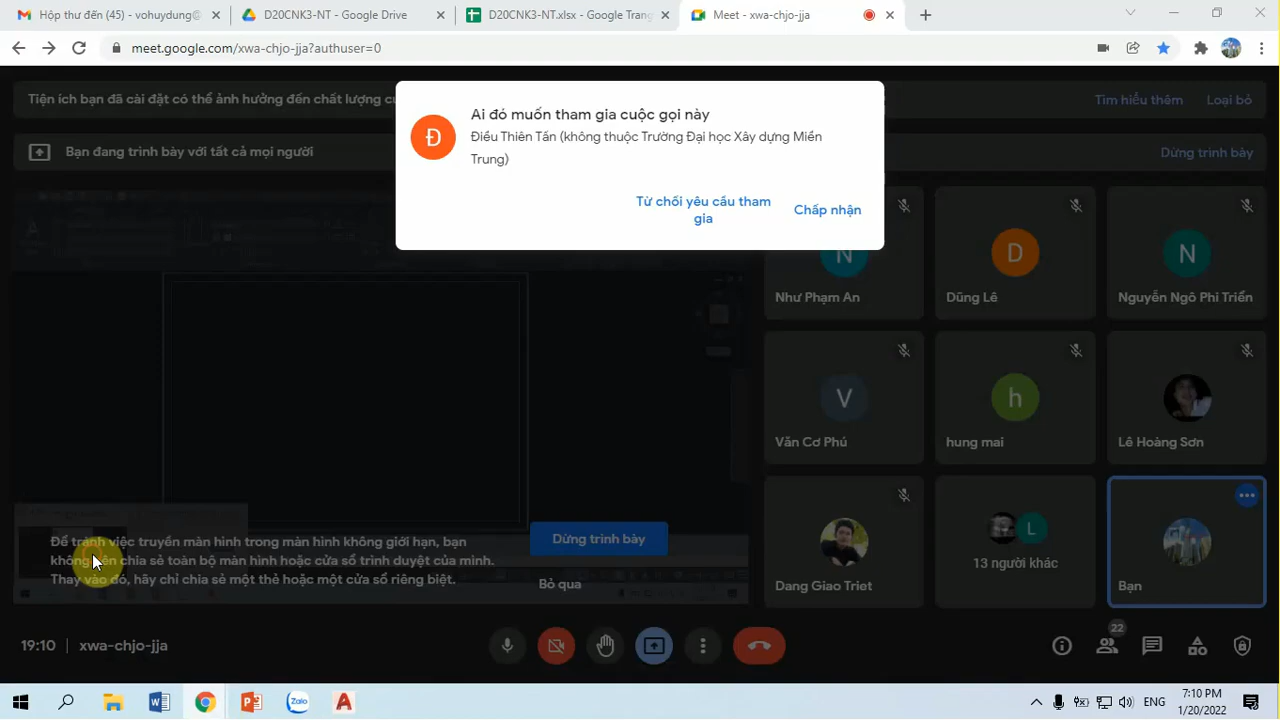 Hộp thư đến (45) - vohuydung@
D20CNK3-NT - Google Drive
D20CNK3-NT.xlsx - Google Trang
Meet - xwa-chjo-jja
meet.google.com/xwa-chjo-jja?authuser=0
Tiện ích bạn đã cài đặt có thể ảnh hưởng đến chất lượng
Tìm hiểu thêm
Loại bỏ
Ai đó muốn tham gia cuộc gọi này
Đ
Điều Thiên Tấn (không thuộc Trường Đại học Xây dựng Miền
Trung)
Từ chối yêu cầu tham
gia
Chấp nhận
Bạn đang trình bày với tất cả mọi người
Dừng trình bày
N
Như Phạm An
D
Dũng Lê
N
Nguyễn Ngô Phi Triển
V
Văn Cơ Phú
h
hung mai
Lê Hoàng Sơn
Để tránh việc truyền màn hình trong màn hình không giới hạn, bạn
không nên chia sẻ toàn bộ màn hình hoặc cửa sổ trình duyệt của mình.
Thay vào đó, hãy chỉ chia sẻ một thẻ hoặc một cửa sổ riêng biệt.
Dừng trình bày
Bỏ qua
Dang Giao Triet
L
13 người khác
Bạn
19:10 | xwa-chjo-jja
22
ENG
7:10 PM
1/20/2022